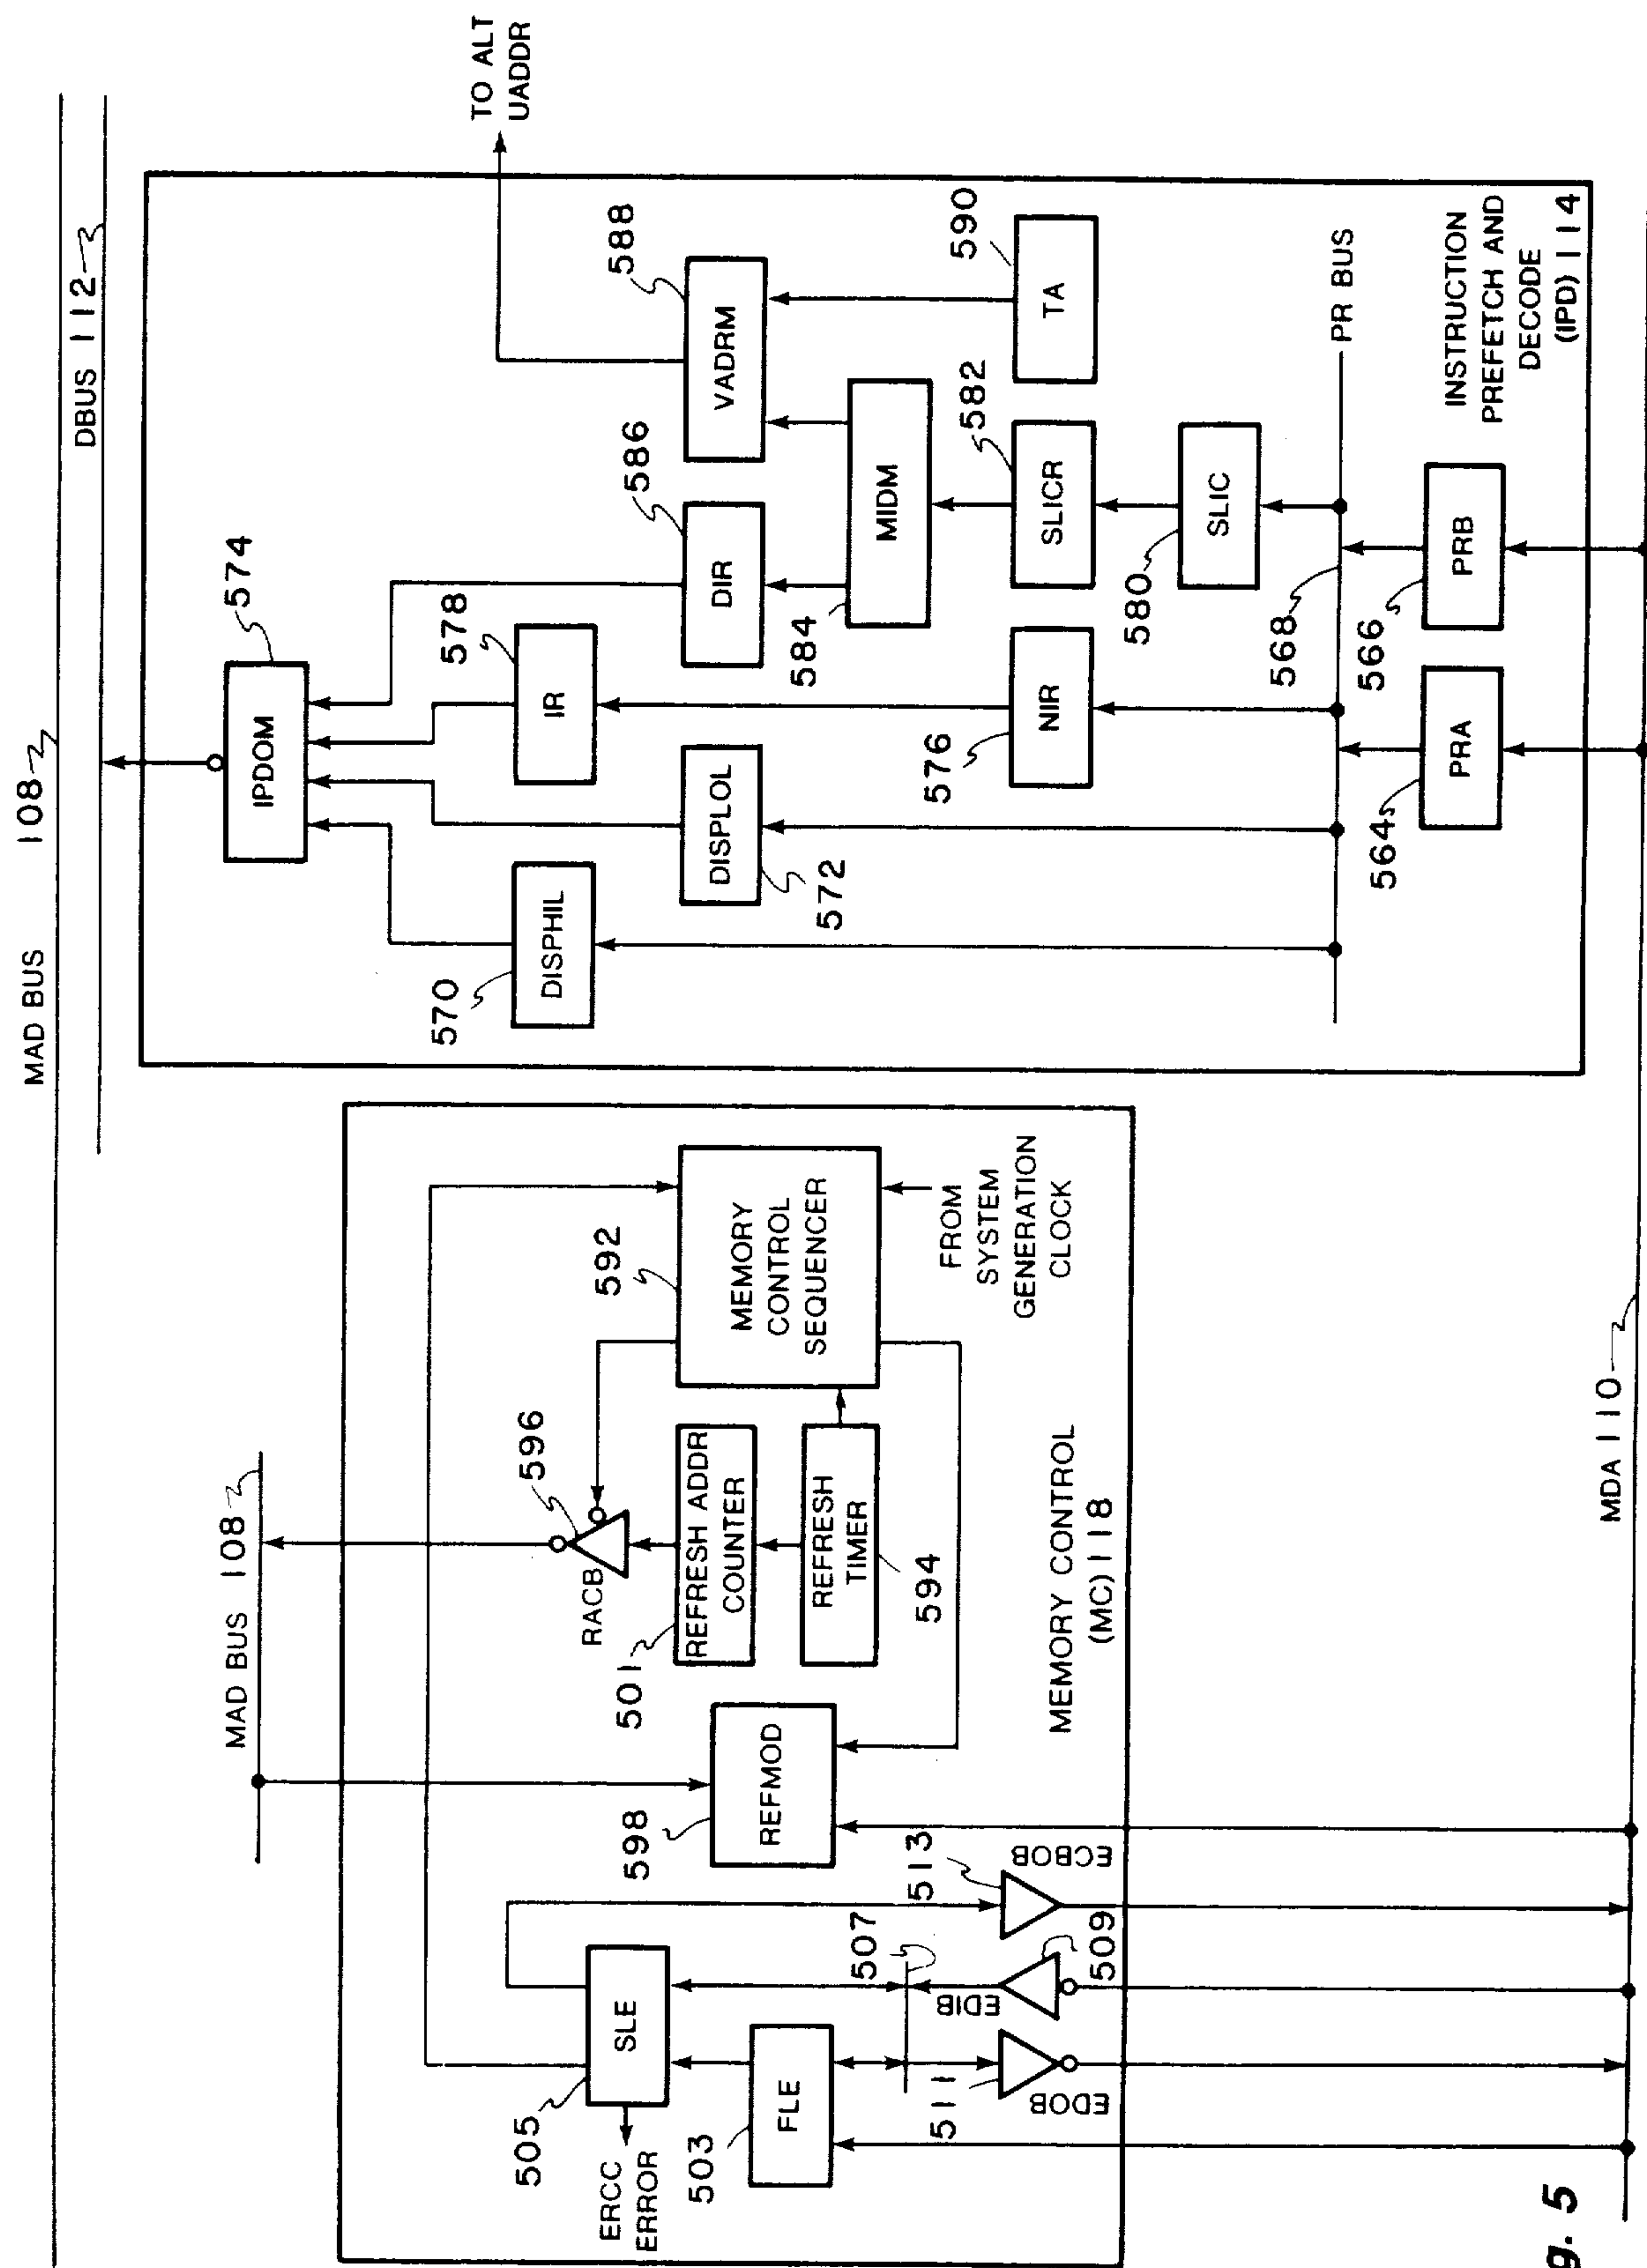 MAD BUS 108
DBUS 112
TO ALT
UADDR
574
IPDOM
578
IR
586
DIR
588
VADRM
570
DISPHIL
DISPLOL
572
584
MIDM
582
SLICR
590
TA
576
NIR
580
SLIC
568
PR BUS
564
PRA
566
PRB
INSTRUCTION
PREFETCH AND
DECODE
(IPD) 114
MAD BUS 108
596
RACB
592
MEMORY
CONTROL
SEQUENCER
501
REFRESH ADDR
COUNTER
REFRESH
TIMER
594
FROM
SYSTEM
GENERATION
CLOCK
598
REFMOD
505
SLE
ERCC
ERROR
503
FLE
507
513
ECBOB
EDIB
509
511
EDOB
MEMORY CONTROL
(MC) 118
MDA 110
g. 5